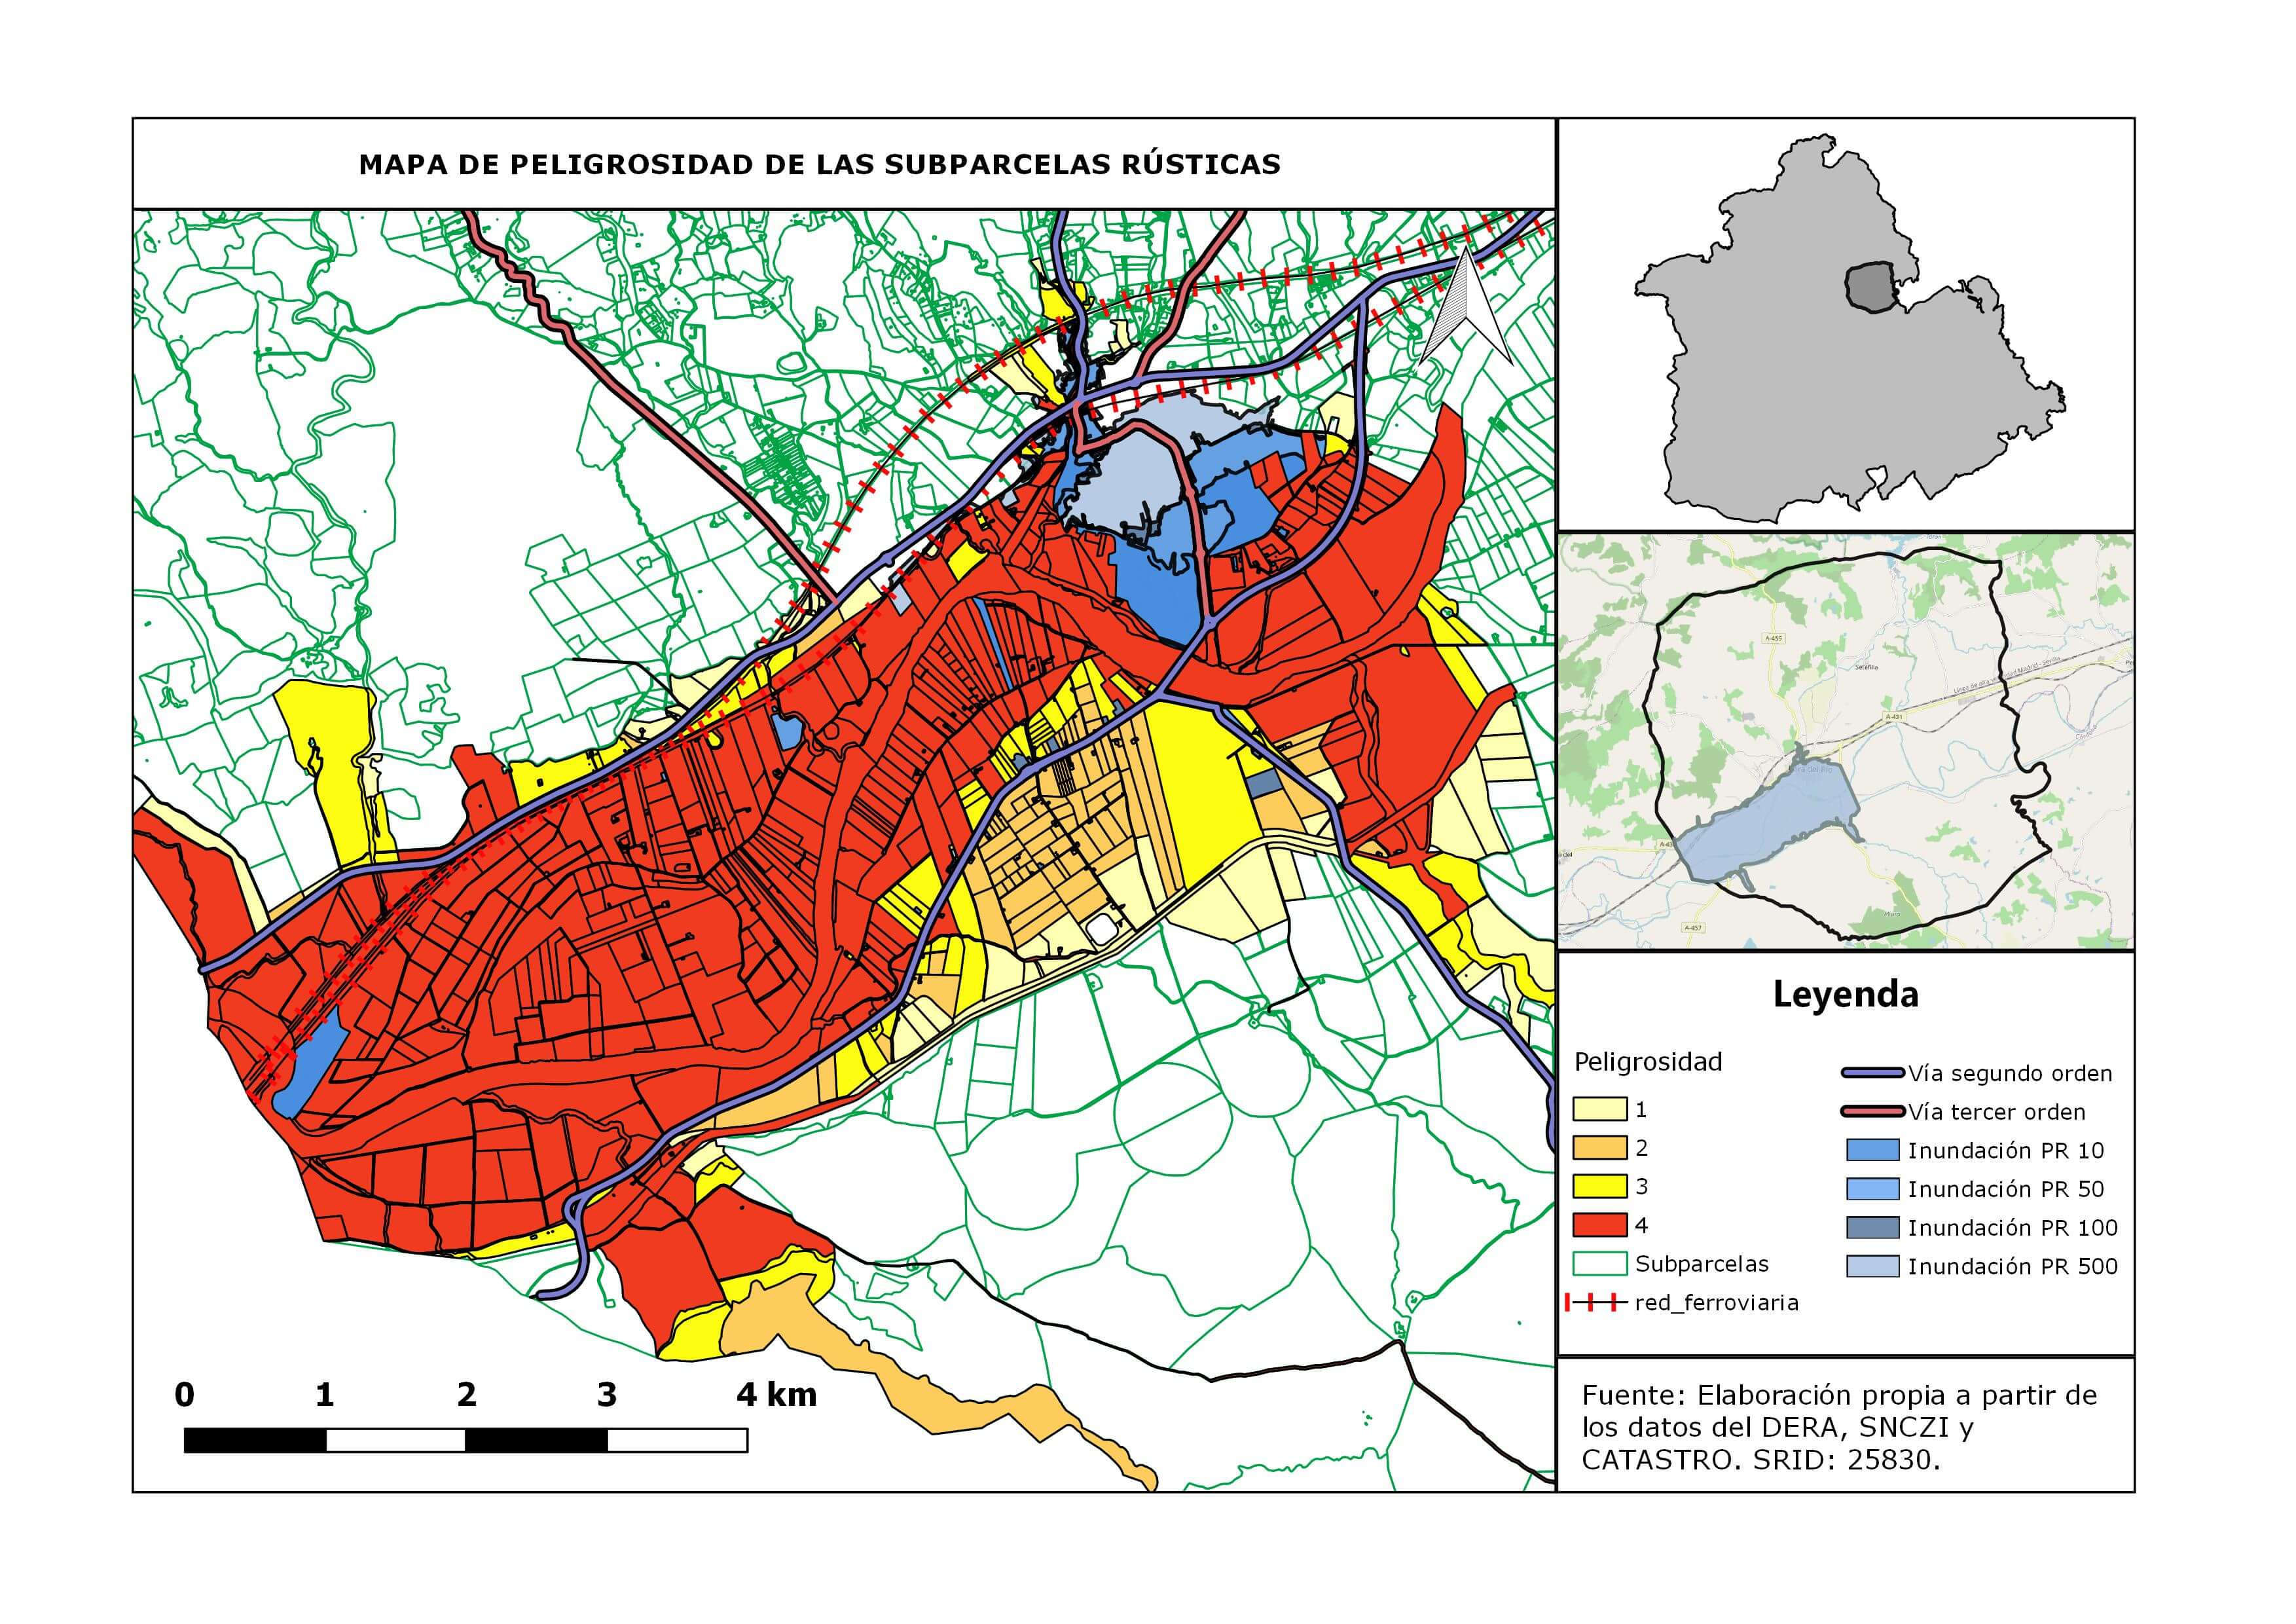 MAPA DE PELIGROSIDAD DE LAS SUBPARCELAS RÚSTICAS
0 1 2 3 4 km
A-455
A-431
A-457
Leyenda
Peligrosidad
1
2
3
4
Subparcelas
red_ferroviaria
Vía segundo orden
Vía tercer orden
Inundación PR 10
Inundación PR 50
Inundación PR 100
Inundación PR 500
Fuente: Elaboración propia a partir de
los datos del DERA, SNCZI y
CATASTRO. SRID: 25830.